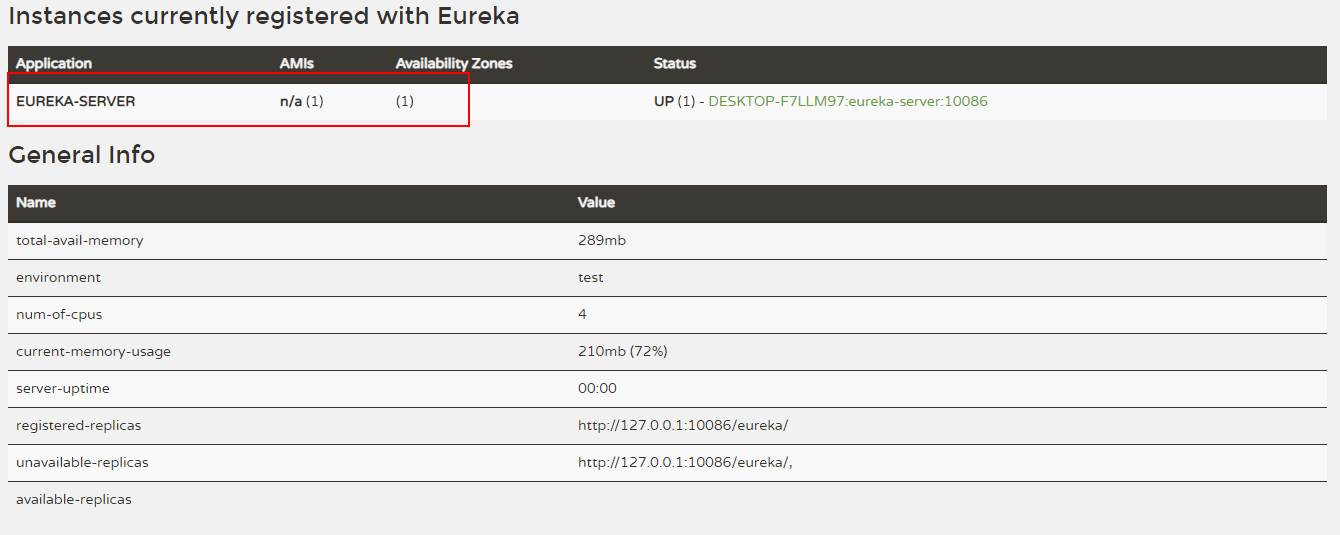 Instances currently registered with Eureka
Application AMIs Availability Zones Status
EUREKA-SERVER n/a (1) (1) UP (1) - DESKTOP-F7LLM97:eureka-server:10086
General Info
Name Value
total-avail-memory 289mb
environment test
num-of-cpus 4
current-memory-usage 210mb (72%)
server-uptime 00:00
registered-replicas http://127.0.0.1:10086/eureka/
unavailable-replicas http://127.0.0.1:10086/eureka/,
available-replicas